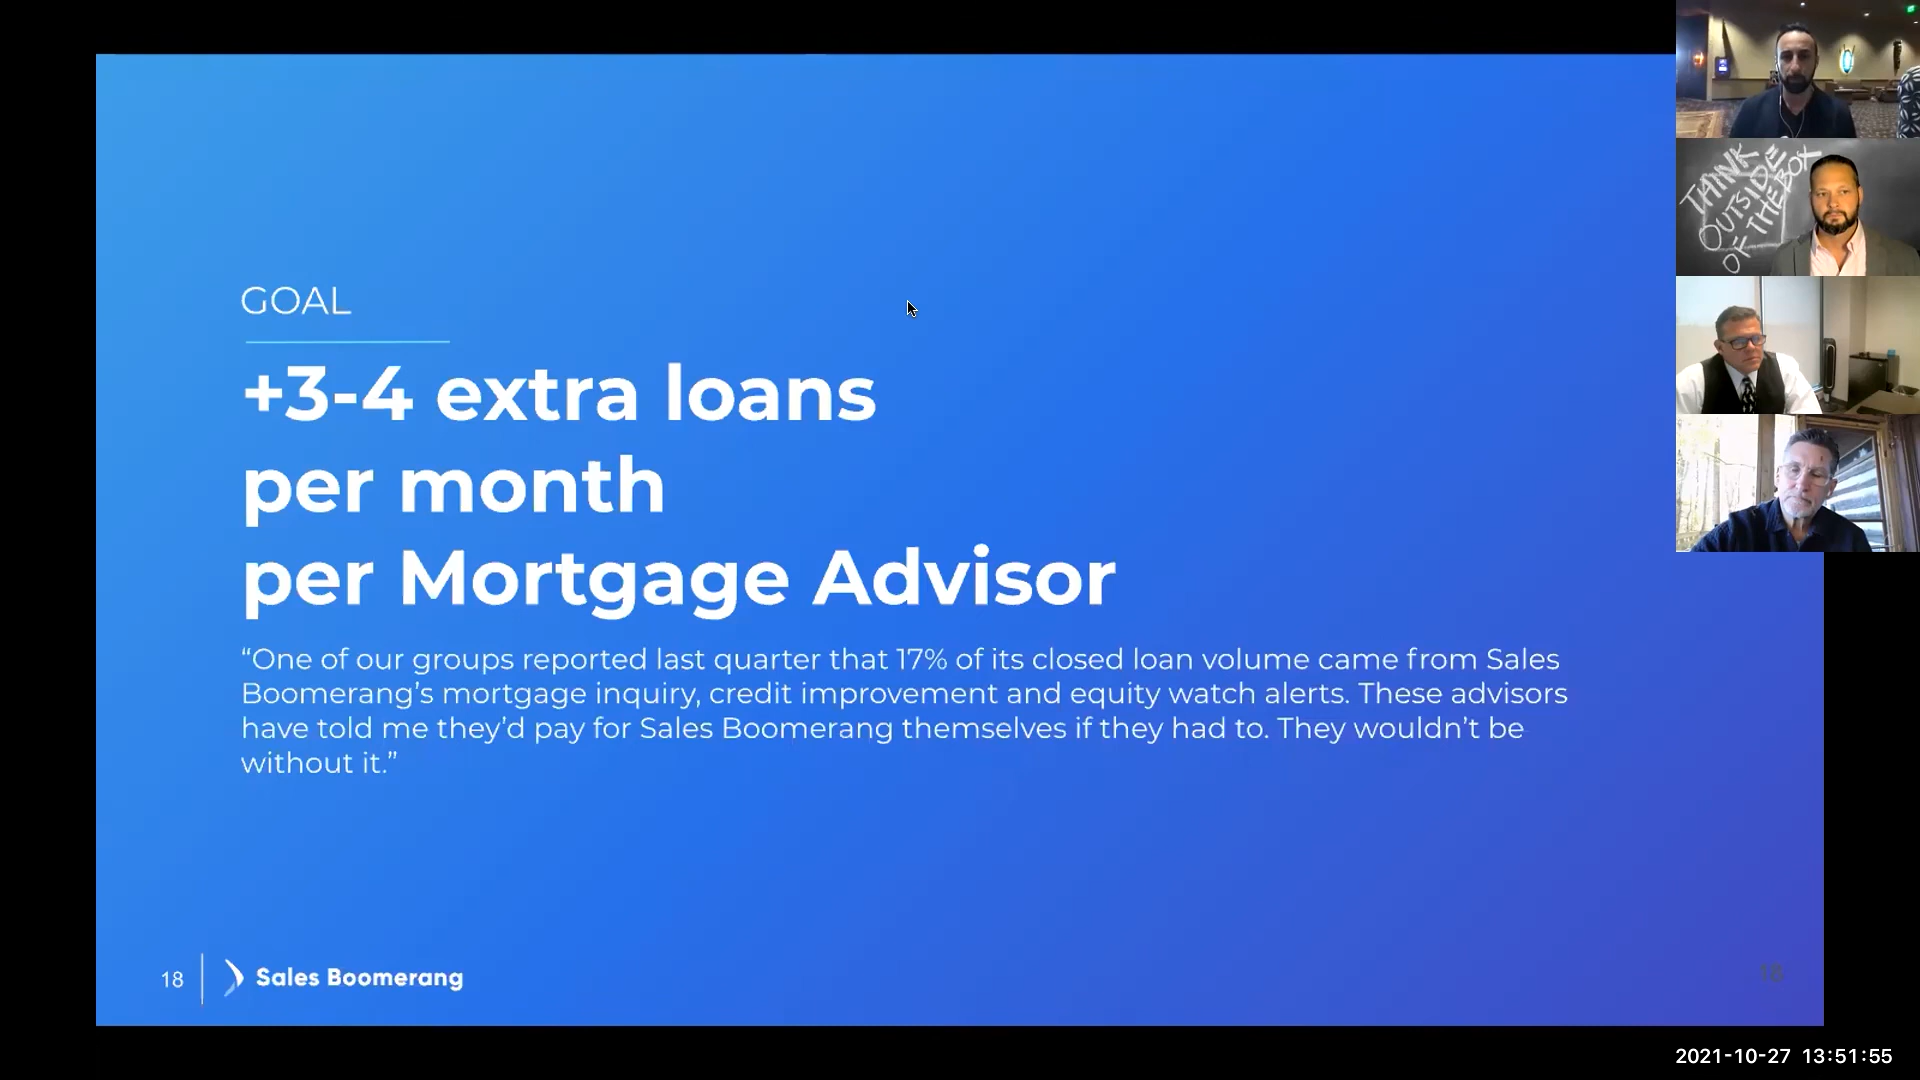 GOAL
+3-4 extra loans
per month
per Mortgage Advisor
“One of our groups reported last quarter that 17% of its closed loan volume came from Sales
Boomerang’s mortgage inquiry, credit improvement and equity watch alerts. These advisors
have told me they’d pay for Sales Boomerang themselves if they had to. They wouldn’t be
without it.”
18
Sales Boomerang
18
THINK
OUTSIDE
OF THE BOX
2021-10-27 13:51:55